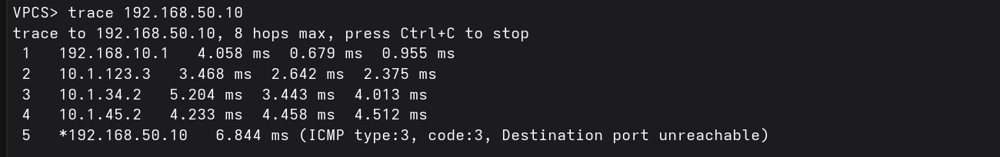 VPCS> trace 192.168.50.10
trace to 192.168.50.10, 8 hops max, press Ctrl+C to stop
 1   192.168.10.1   4.058 ms  0.679 ms  0.955 ms
 2   10.1.123.3   3.468 ms  2.642 ms  2.375 ms
 3   10.1.34.2   5.204 ms  3.443 ms  4.013 ms
 4   10.1.45.2   4.233 ms  4.458 ms  4.512 ms
 5   *192.168.50.10   6.844 ms (ICMP type:3, code:3, Destination port unreachable)